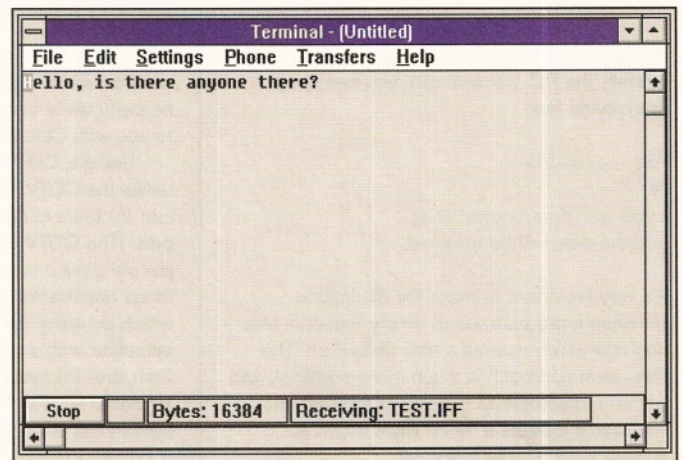 Terminal - (Untitled)
File Edit Settings Phone Transfers Help
Hello, is there anyone there?
Stop Bytes: 16384 Receiving: TEST.IFF